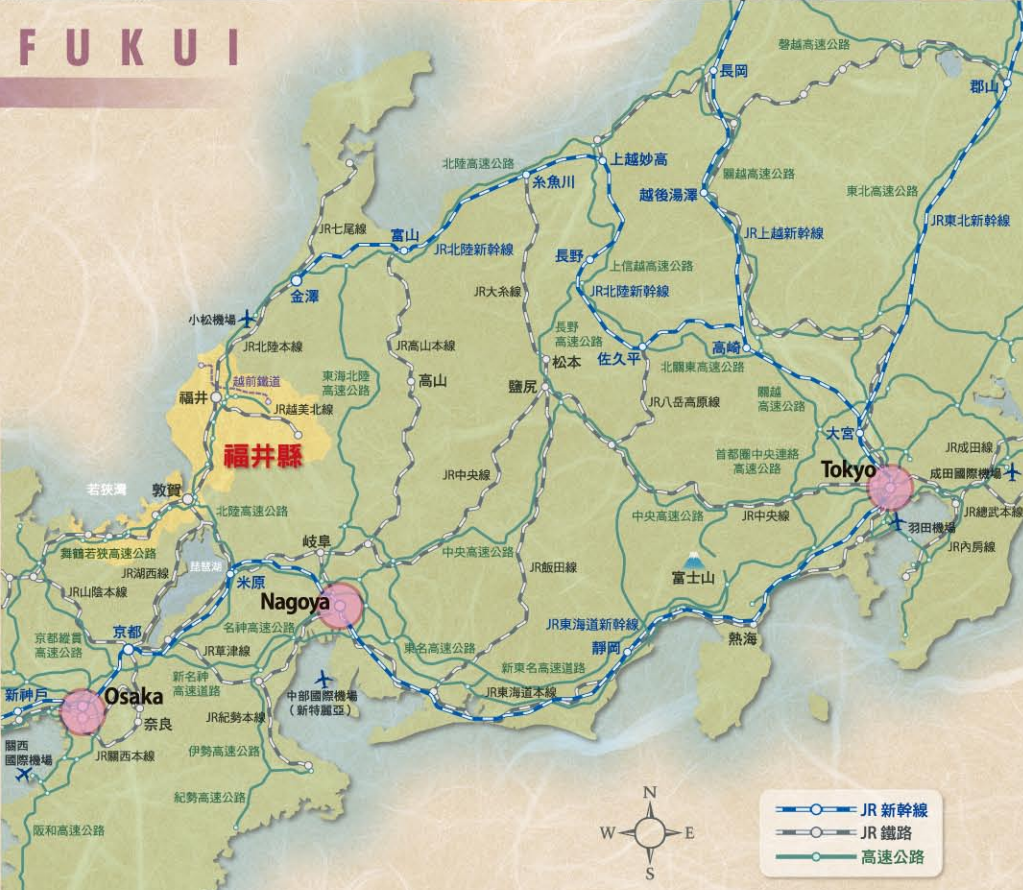 FUKUI
磐越高速公路
長岡
郡山
北陸高速公路
上越妙高
糸魚川
關越高速公路
越後湯澤
東北高速公路
JR東北新幹線
JR七尾線
富山
JR北陸新幹線
JR上越新幹線
長野
上信越高速公路
金澤
JR大糸線
JR北陸新幹線
小松機場
JR北陸本線
JR高山本線
長野
高速公路
佐久平
高崎
松本
北關東高速公路
越前鐵道
東海北陸
高速公路
高山
鹽尻
福井
JR越美北線
JR八岳高原線
關越
高速公路
大宮
福井縣
JR中央線
首都圈中央連絡
高速公路
Tokyo
JR成田線
成田國際機場
若狹灣
敦賀
北陸高速公路
中央高速公路
JR中央線
JR總武本線
羽田機場
JR內房線
舞鶴若狹高速公路
岐阜
中央高速公路
JR湖西線
琵琶湖
米原
JR飯田線
富士山
JR山陰本線
Nagoya
京都
京都縱貫
高速公路
名神高速公路
JR草津線
東名高速公路
JR東海道新幹線
靜岡
熱海
新東名高速道路
新名神
高速道路
JR東海道本線
新神戶
Osaka
中部國際機場
（新特麗亞）
奈良
JR紀勢本線
關西
國際機場
JR關西本線
伊勢高速公路
紀勢高速公路
阪和高速公路
N
W
E
S
JR 新幹線
JR 鐵路
高速公路